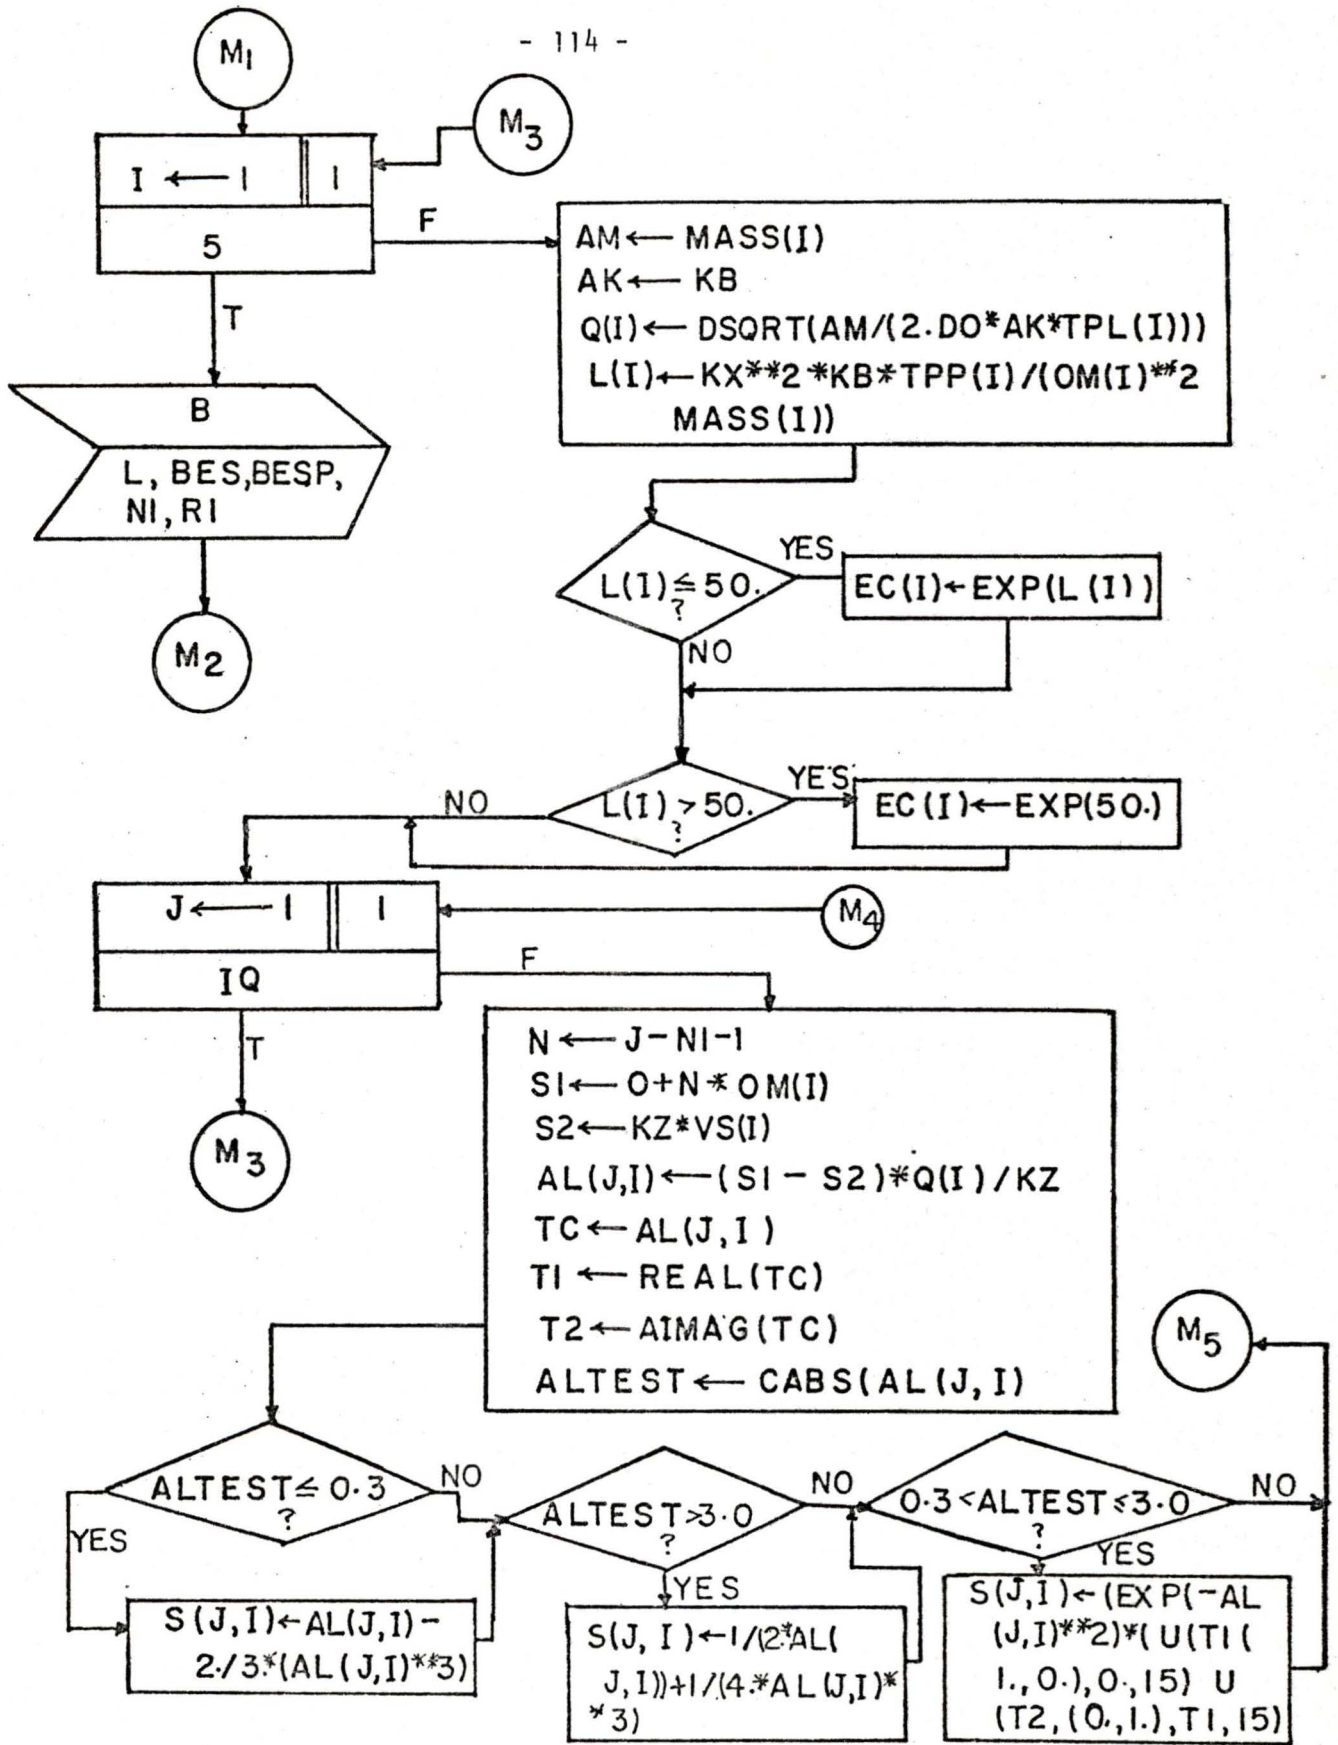 - 114 -
M1
M3
I ← 1 | 1
5
F
T
AM ← MASS(I)
AK ← KB
Q(I) ← DSQRT(AM/(2.DO*AK*TPL(I)))
L(I) ← KX**2*KB*TPP(I)/(OM(I)**2
MASS(I))
B
L, BES,BESP,
NI, RI
M2
L(I) ≤ 50.
?
YES
EC(I)←EXP(L(I))
NO
L(I) > 50.
?
YES
EC(I)←EXP(50.)
NO
J ← 1 | 1
IQ
M4
F
T
M3
N ← J-NI-1
S1 ← O+N*OM(I)
S2 ← KZ*VS(I)
AL(J,I) ← (S1 - S2)*Q(I)/KZ
TC ← AL(J,I)
T1 ← REAL(TC)
T2 ← AIMAG(TC)
ALTEST ← CABS(AL(J,I)
M5
ALTEST ≤ 0.3
?
NO
YES
S(J,I)←AL(J,I)-
2./3.*(AL(J,I)**3)
ALTEST>3.0
?
NO
YES
S(J,I)←1/(2.*AL(
J,I))+1/(4.*AL(J,I)*
*3)
0.3<ALTEST≤3.0
?
NO
YES
S(J,I)←(EXP(-AL
(J,I)**2)*(U(T1(
1.,0.),0.,15) U
(T2,(0.,1.),T1,15)